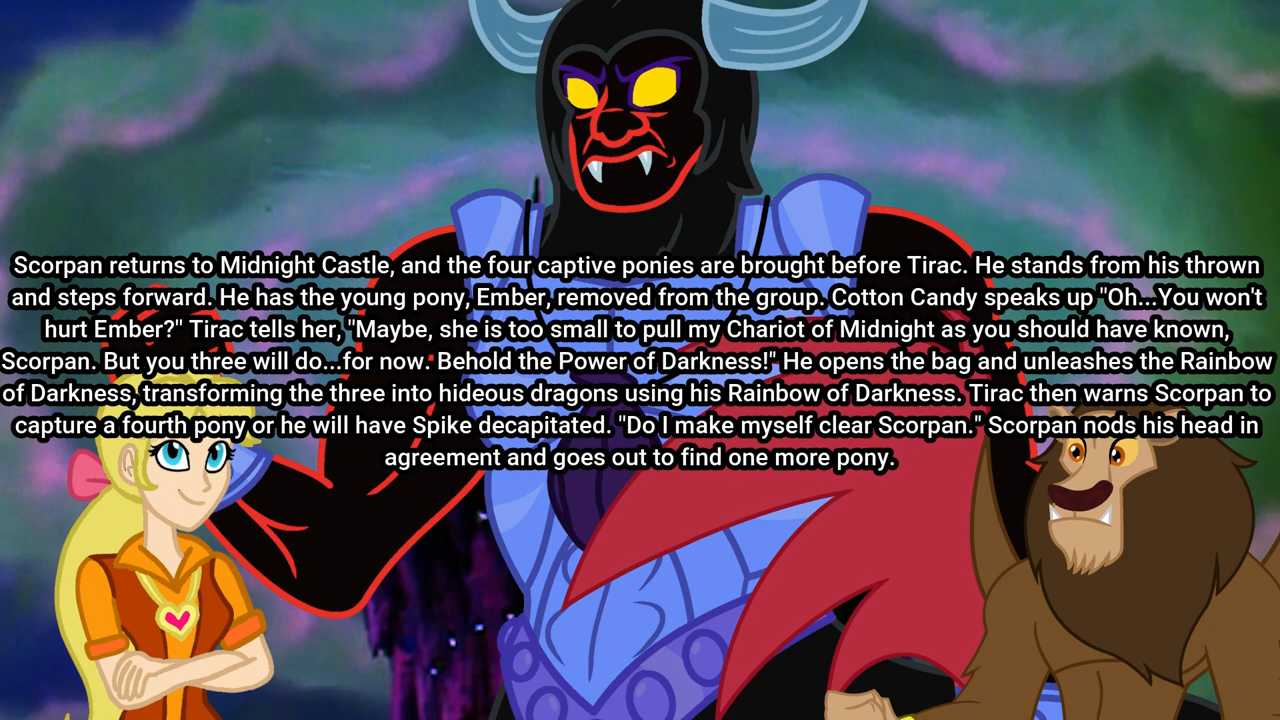 Scorpan returns to Midnight Castle, and the four captive ponies are brought before Tirac. He stands from his thrown
and steps forward. He has the young pony, Ember, removed from the group. Cotton Candy speaks up "Oh...You won't
hurt Ember?" Tirac tells her, "Maybe, she is too small to pull my Chariot of Midnight as you should have known,
Scorpan. But you three will do...for now. Behold the Power of Darkness!" He opens the bag and unleashes the Rainbow
of Darkness, transforming the three into hideous dragons using his Rainbow of Darkness. Tirac then warns Scorpan to
capture a fourth pony or he will have Spike decapitated. "Do I make myself clear Scorpan." Scorpan nods his head in
agreement and goes out to find one more pony.